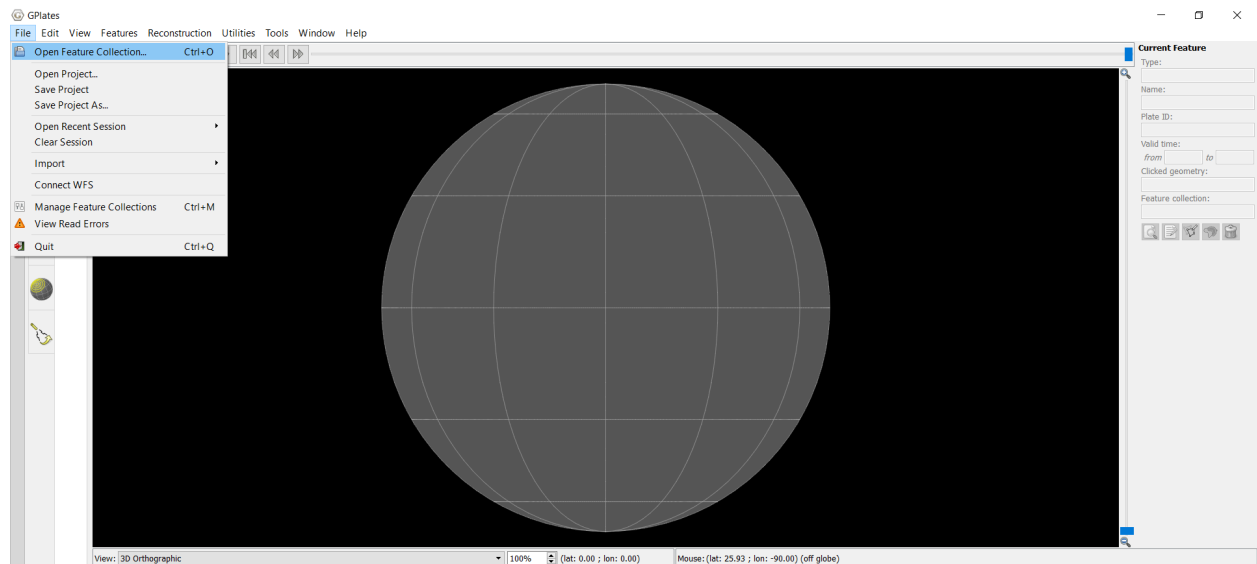 GPlates
File Edit View Features Reconstruction Utilities Tools Window Help
Open Feature Collection... Ctrl+O
Open Project...
Save Project
Save Project As...
Open Recent Session
Clear Session
Import
Connect WFS
Manage Feature Collections Ctrl+M
View Read Errors
Quit Ctrl+Q
Current Feature
Type:
Name:
Plate ID:
Valid time:
from to
Clicked geometry:
Feature collection:
View: 3D Orthographic 100% (lat: 0.00 ; lon: 0.00) Mouse: (lat: 25.93 ; lon: -90.00) (off globe)